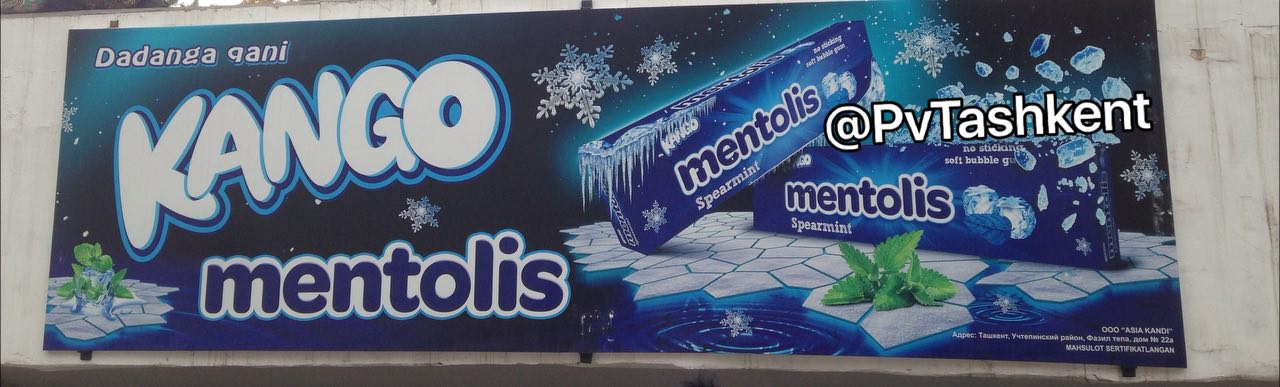 Dadanga qani
KANGO
mentolis
no sticking
soft bubble gum
mentolis
KANGO
mentolis
Spearmint
@PvTashkent
no sticking
soft bubble
mentolis
Spearmint
ООО "ASIA KANDI"
Адрес: Ташкент, Учтепинский район, Фазил тепа, дом № 22а
MAHSULOT SERTIFIKATLANGAN